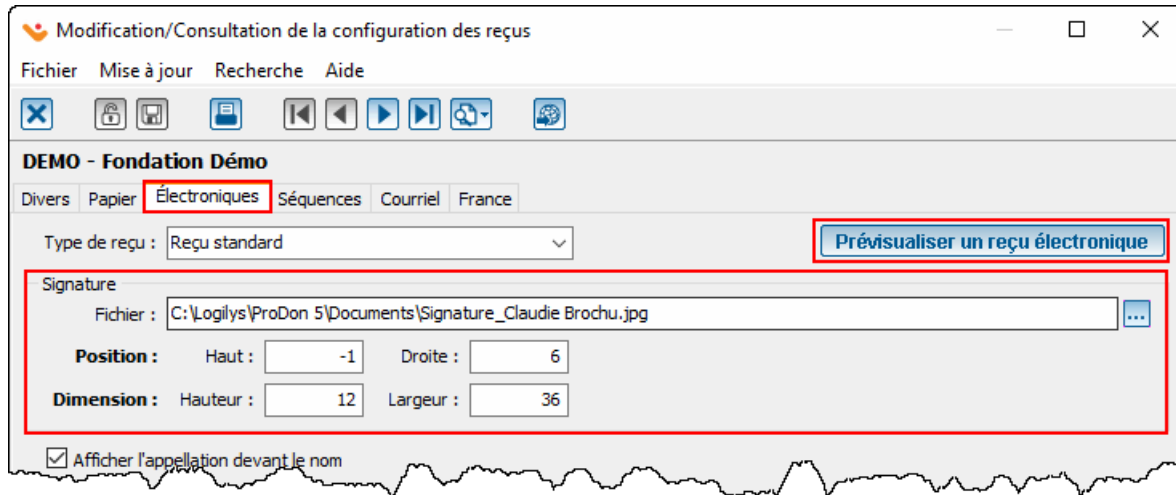 Modification/Consultation de la configuration des reçus
Fichier Mise à jour Recherche Aide
DEMO - Fondation Démo
Divers Papier Électroniques Séquences Courriel France
Type de reçu : Reçu standard Prévisualiser un reçu électronique
Signature
Fichier : C:\Logilys\ProDon 5\Documents\Signature_Claudie Brochu.jpg ...
Position : Haut : -1 Droite : 6
Dimension : Hauteur : 12 Largeur : 36
Afficher l'appellation devant le nom